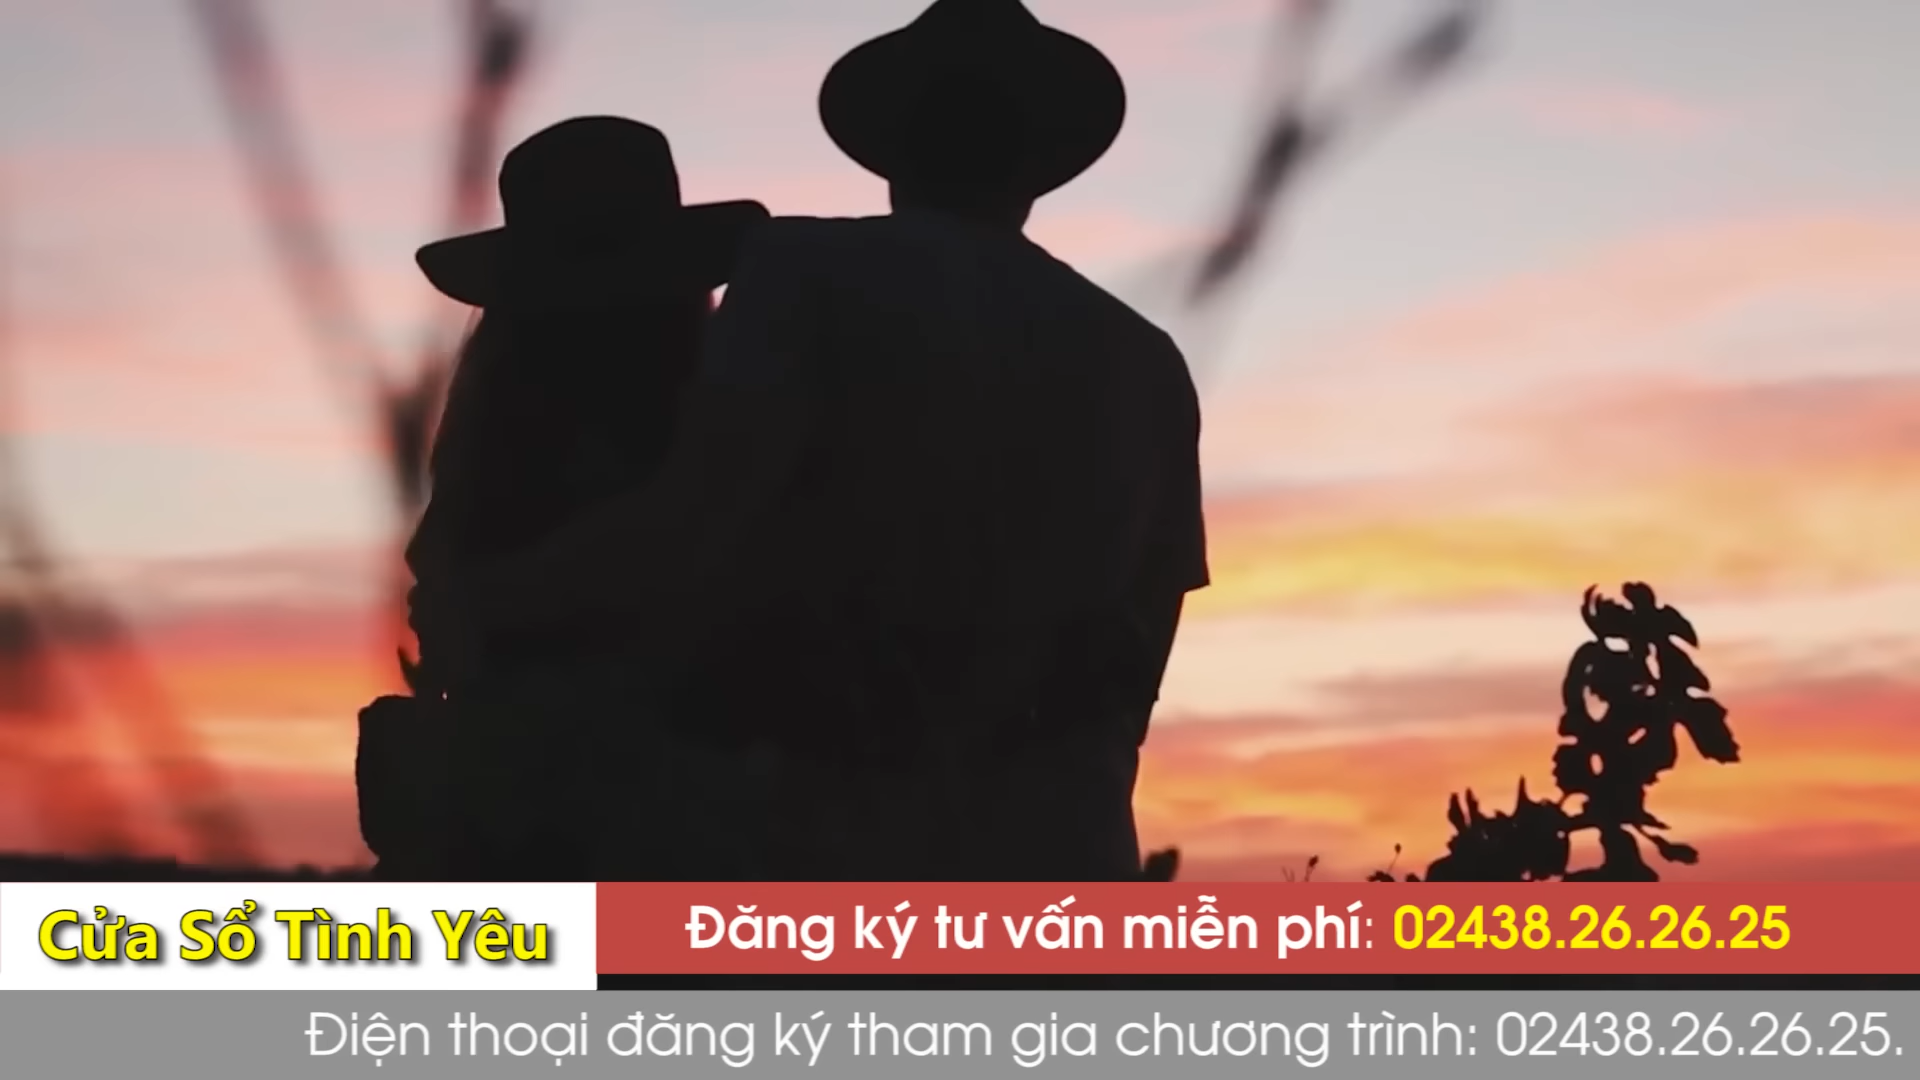 Cửa Sổ Tình Yêu
Đăng ký tư vấn miễn phí: 02438.26.26.25
Điện thoại đăng ký tham gia chương trình: 02438.26.26.25.